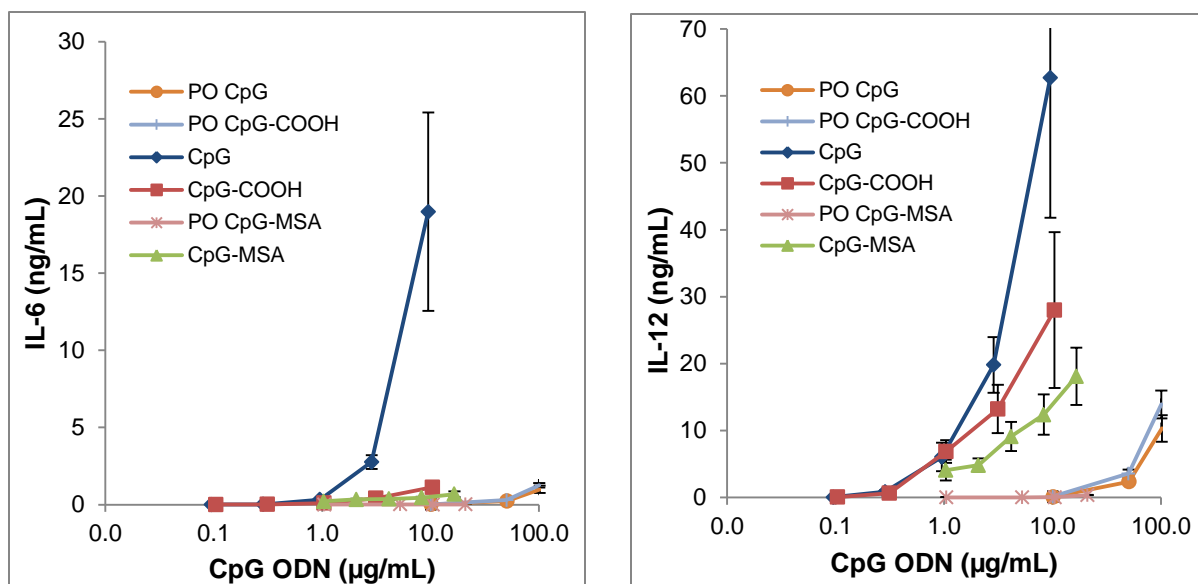 30
25
20
15
10
5
0
IL-6 (ng/mL)
PO CpG
PO CpG-COOH
CpG
CpG-COOH
PO CpG-MSA
CpG-MSA
0.0 0.1 1.0 10.0 100.0
CpG ODN (µg/mL)
70
60
50
40
30
20
10
0
IL-12 (ng/mL)
PO CpG
PO CpG-COOH
CpG
CpG-COOH
PO CpG-MSA
CpG-MSA
0.0 0.1 1.0 10.0 100.0
CpG ODN (µg/mL)